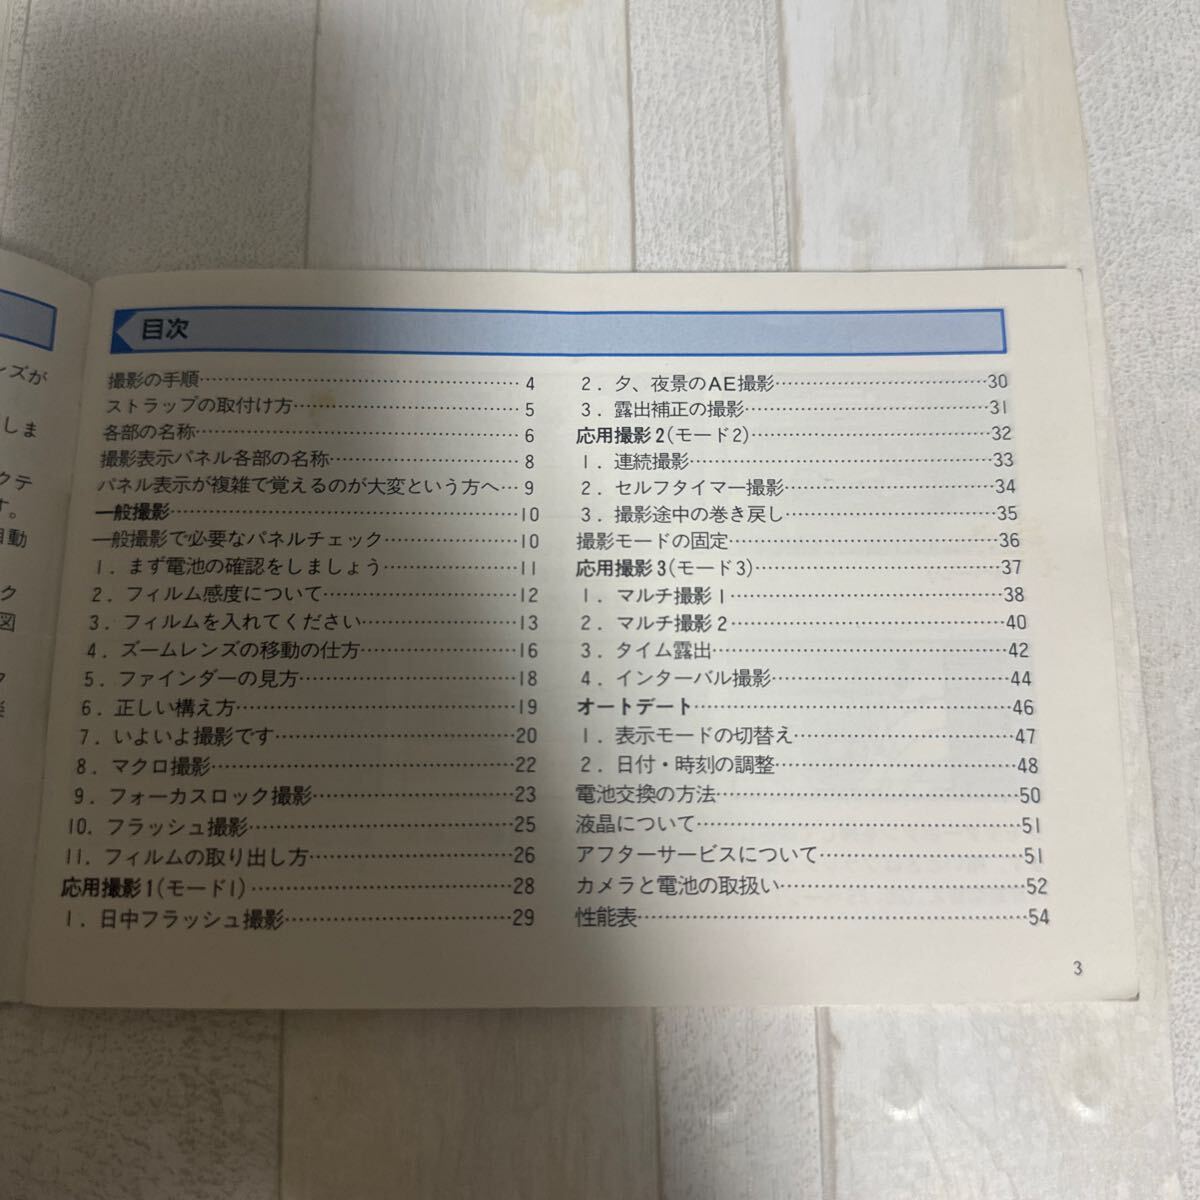 ンズが
しま
クテ
す。
自動
ク
図
目次
撮影の手順 4
ストラップの取付け方 5
各部の名称 6
撮影表示パネル各部の名称 8
パネル表示が複雑で覚えるのが大変という方へ 9
一般撮影 10
一般撮影で必要なパネルチェック 10
1. まず電池の確認をしましょう 11
2. フィルム感度について 12
3. フィルムを入れてください 13
4. ズームレンズの移動の仕方 16
5. ファインダーの見方 18
6. 正しい構え方 19
7. いよいよ撮影です 20
8. マクロ撮影 22
9. フォーカスロック撮影 23
10. フラッシュ撮影 25
11. フィルムの取り出し方 26
応用撮影1(モード1) 28
1. 日中フラッシュ撮影 29
2. 夕、夜景のAE撮影 30
3. 露出補正の撮影 31
応用撮影2(モード2) 32
1. 連続撮影 33
2. セルフタイマー撮影 34
3. 撮影途中の巻き戻し 35
撮影モードの固定 36
応用撮影3(モード3) 37
1. マルチ撮影1 38
2. マルチ撮影2 40
3. タイム露出 42
4. インターバル撮影 44
オートデート 46
1. 表示モードの切替え 47
2. 日付・時刻の調整 48
電池交換の方法 50
液晶について 51
アフターサービスについて 51
カメラと電池の取扱い 52
性能表 54
3